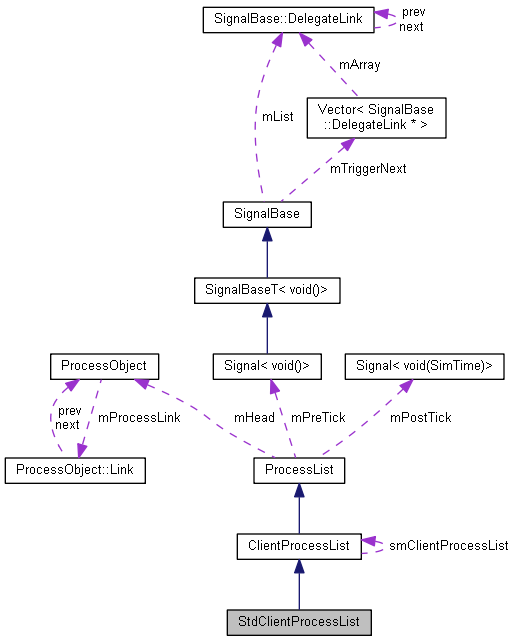 SignalBase::DelegateLink
prev
next
mArray
Vector< SignalBase
::DelegateLink * >
mList
mTriggerNext
SignalBase
SignalBaseT< void()>
ProcessObject
Signal< void()>
Signal< void(SimTime)>
prev
next
mProcessLink
mHead
mPreTick
mPostTick
ProcessObject::Link
ProcessList
ClientProcessList
smClientProcessList
StdClientProcessList